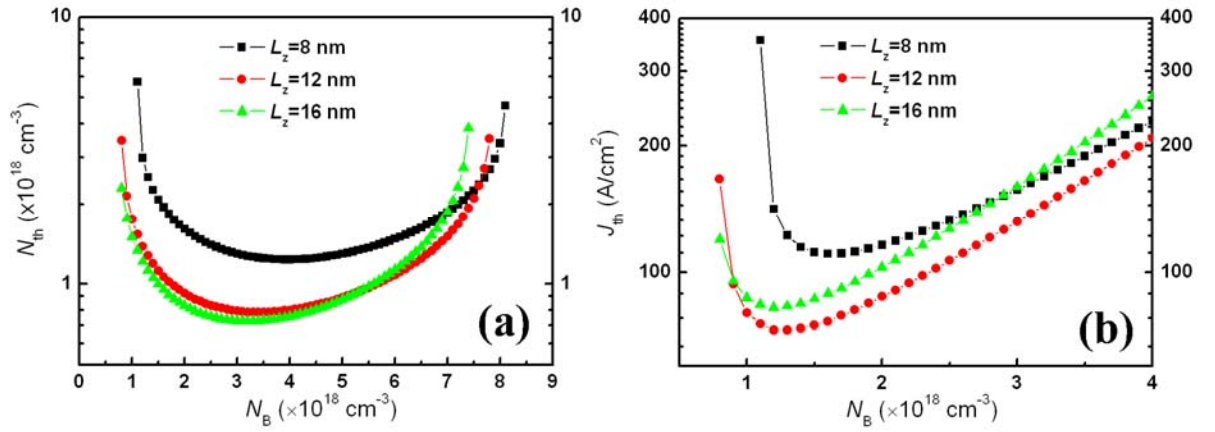 10
10
L_z=8 nm
L_z=12 nm
L_z=16 nm
N_th (x10^18 cm^-3)
1
1
(a)
0 1 2 3 4 5 6 7 8 9
N_B (×10^18 cm^-3)
400
400
L_z=8 nm
L_z=12 nm
L_z=16 nm
300
300
J_th (A/cm^2)
200
200
100
100
(b)
1 2 3 4
N_B (×10^18 cm^-3)